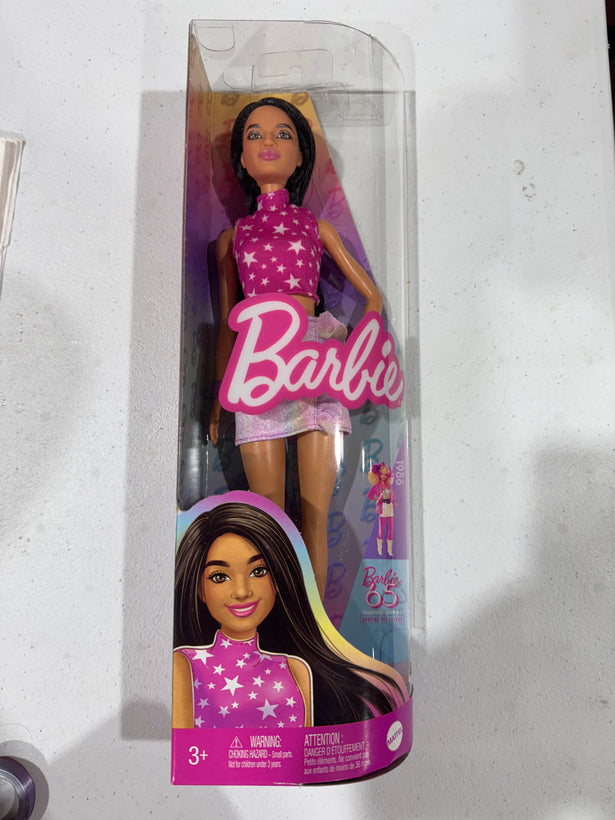 Barbie
1986
Barbie
65
3+
WARNING:
CHOKING HAZARD – Small parts.
Not for children under 3 years.
ATTENTION :
DANGER D'ÉTOUFFEMENT
Petits éléments. Ne convient pas
aux enfants de moins de 36 mois
MATTEL